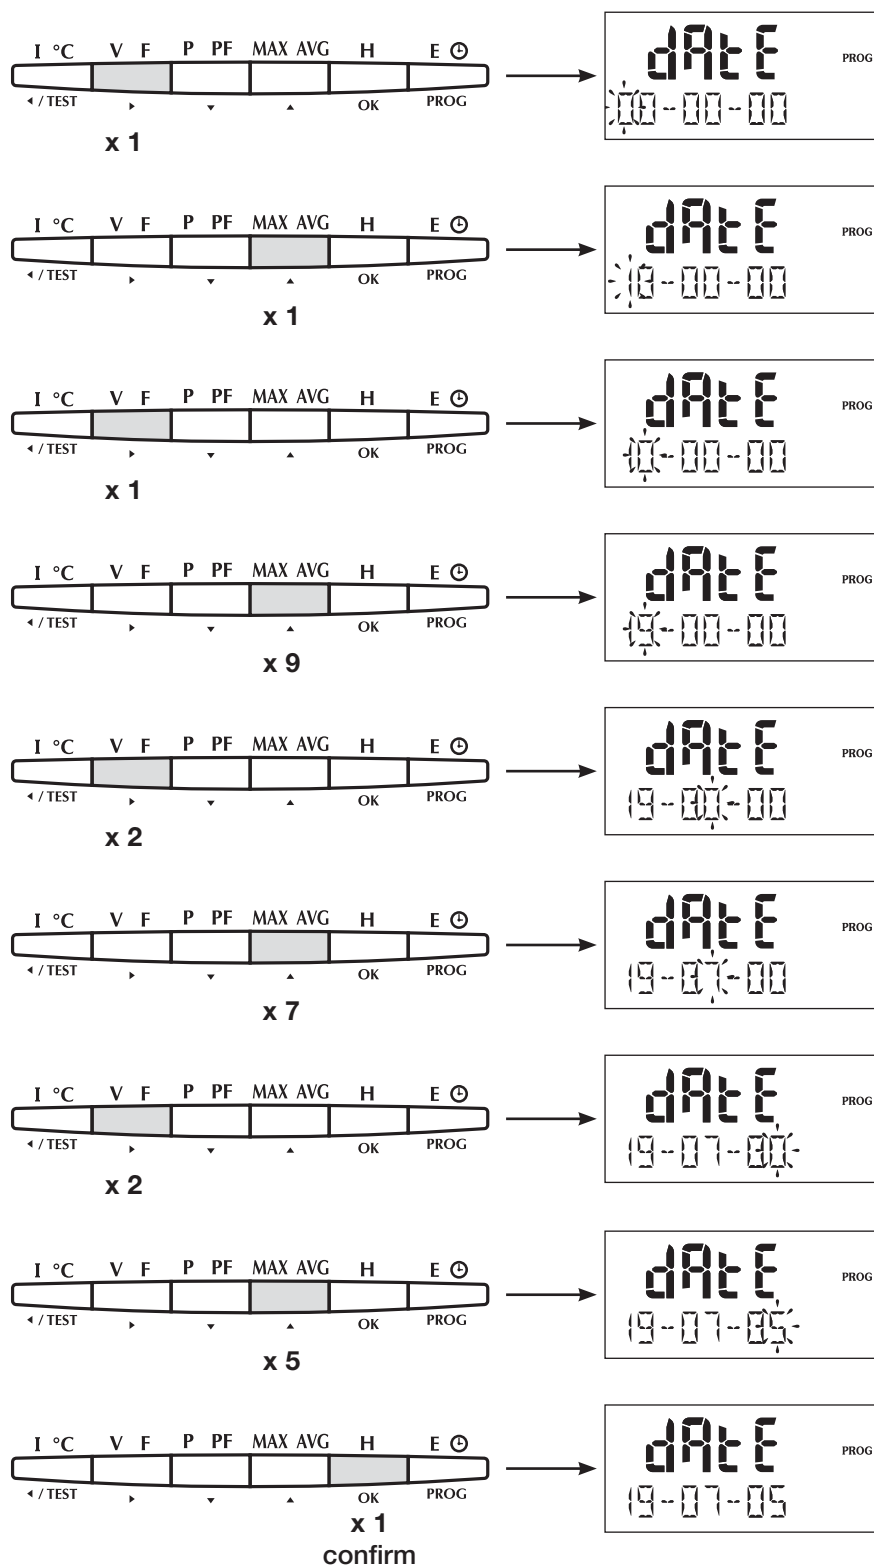 I °C V F P PF MAX AVG H E
dAtE PROG
/ TEST OK PROG
00-00-00
x 1
I °C V F P PF MAX AVG H E
dAtE PROG
/ TEST OK PROG
10-00-00
x 1
I °C V F P PF MAX AVG H E
dAtE PROG
/ TEST OK PROG
10-00-00
x 1
I °C V F P PF MAX AVG H E
dAtE PROG
/ TEST OK PROG
19-00-00
x 9
I °C V F P PF MAX AVG H E
dAtE PROG
/ TEST OK PROG
19-00-00
x 2
I °C V F P PF MAX AVG H E
dAtE PROG
/ TEST OK PROG
19-07-00
x 7
I °C V F P PF MAX AVG H E
dAtE PROG
/ TEST OK PROG
19-07-00
x 2
I °C V F P PF MAX AVG H E
dAtE PROG
/ TEST OK PROG
19-07-05
x 5
I °C V F P PF MAX AVG H E
dAtE PROG
/ TEST OK PROG
19-07-05
x 1
confirm